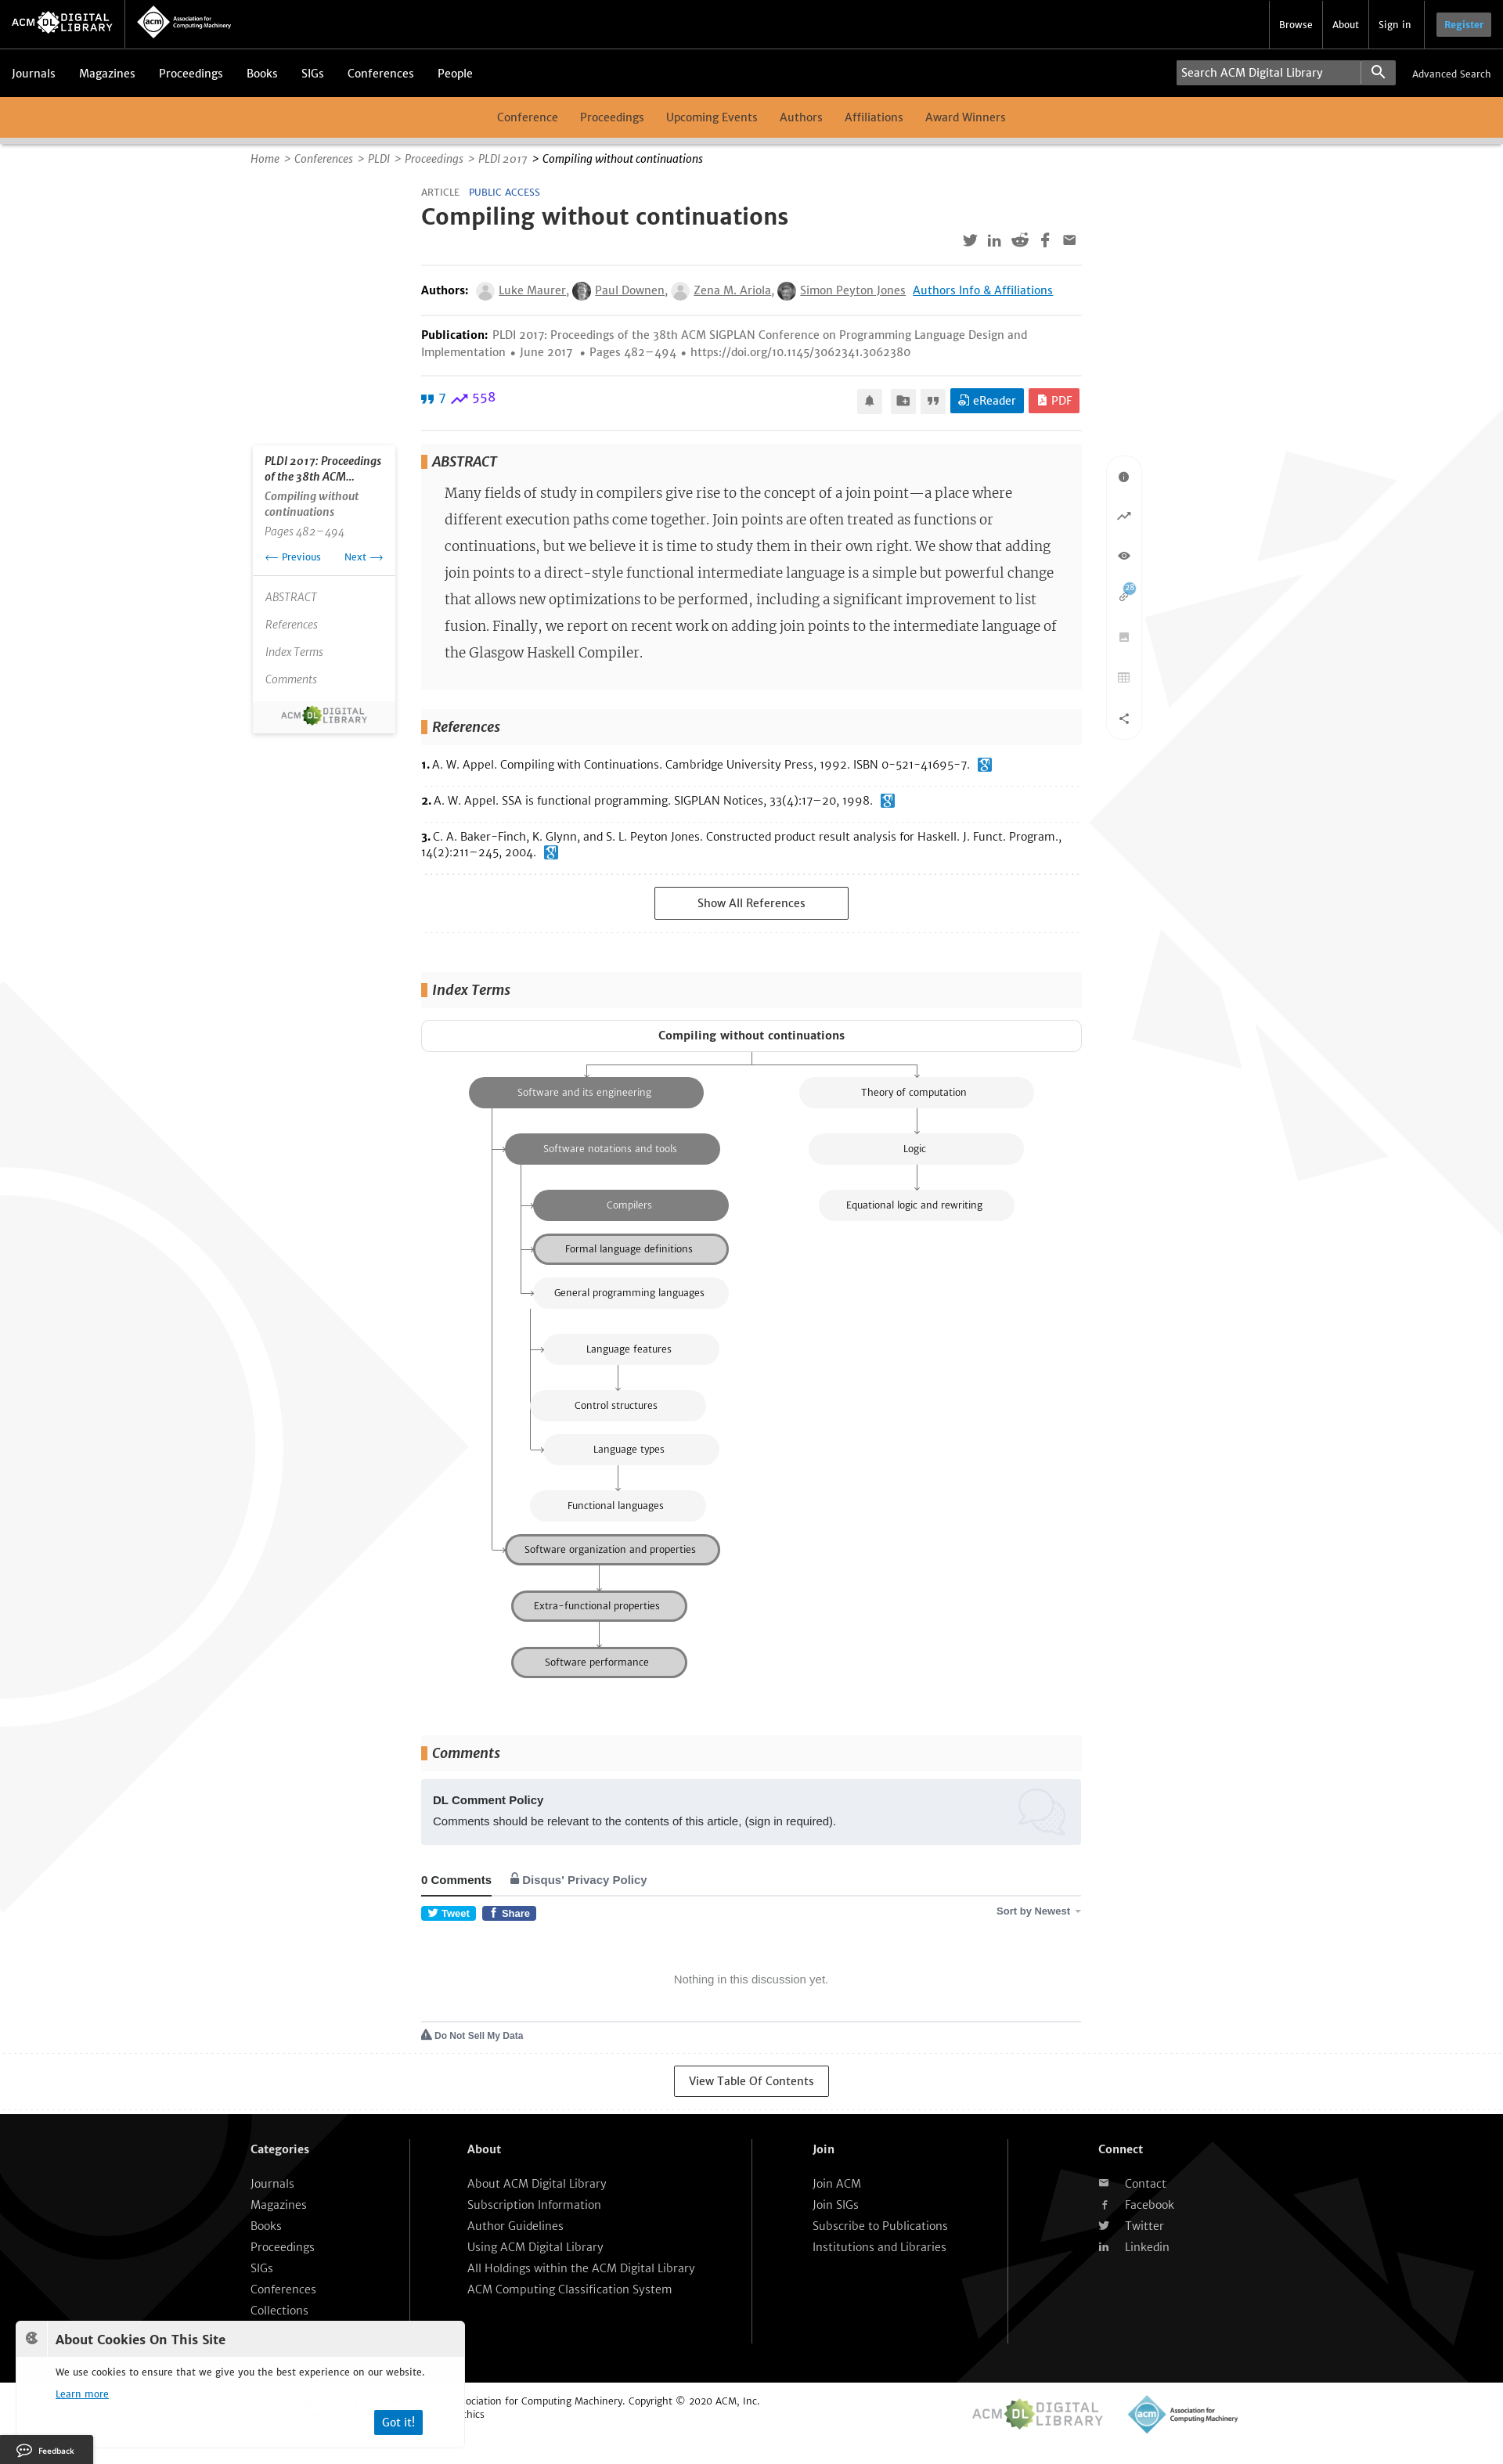 ACM DL DIGITAL LIBRARY
acm Association for Computing Machinery
Browse About Sign in Register
Journals Magazines Proceedings Books SIGs Conferences People
Search ACM Digital Library
Advanced Search
Conference Proceedings Upcoming Events Authors Affiliations Award Winners
Home > Conferences > PLDI > Proceedings > PLDI 2017 > Compiling without continuations
ARTICLE PUBLIC ACCESS
Compiling without continuations
Authors: Luke Maurer, Paul Downen, Zena M. Ariola, Simon Peyton Jones Authors Info & Affiliations
Publication: PLDI 2017: Proceedings of the 38th ACM SIGPLAN Conference on Programming Language Design and
Implementation • June 2017 • Pages 482–494 • https://doi.org/10.1145/3062341.3062380
7 558
eReader PDF
PLDI 2017: Proceedings
of the 38th ACM...
Compiling without
continuations
Pages 482–494
Previous Next
ABSTRACT
References
Index Terms
Comments
ACM DL DIGITAL LIBRARY
ABSTRACT
Many fields of study in compilers give rise to the concept of a join point—a place where
different execution paths come together. Join points are often treated as functions or
continuations, but we believe it is time to study them in their own right. We show that adding
join points to a direct-style functional intermediate language is a simple but powerful change
that allows new optimizations to be performed, including a significant improvement to list
fusion. Finally, we report on recent work on adding join points to the intermediate language of
the Glasgow Haskell Compiler.
28
References
1. A. W. Appel. Compiling with Continuations. Cambridge University Press, 1992. ISBN 0-521-41695-7.
2. A. W. Appel. SSA is functional programming. SIGPLAN Notices, 33(4):17–20, 1998.
3. C. A. Baker-Finch, K. Glynn, and S. L. Peyton Jones. Constructed product result analysis for Haskell. J. Funct. Program.,
14(2):211–245, 2004.
Show All References
Index Terms
Compiling without continuations
Software and its engineering
Theory of computation
Software notations and tools
Logic
Compilers
Equational logic and rewriting
Formal language definitions
General programming languages
Language features
Control structures
Language types
Functional languages
Software organization and properties
Extra-functional properties
Software performance
Comments
DL Comment Policy
Comments should be relevant to the contents of this article, (sign in required).
0 Comments Disqus' Privacy Policy
Tweet Share
Sort by Newest
Nothing in this discussion yet.
Do Not Sell My Data
View Table Of Contents
Categories
Journals
Magazines
Books
Proceedings
SIGs
Conferences
Collections
About
About ACM Digital Library
Subscription Information
Author Guidelines
Using ACM Digital Library
All Holdings within the ACM Digital Library
ACM Computing Classification System
Join
Join ACM
Join SIGs
Subscribe to Publications
Institutions and Libraries
Connect
Contact
Facebook
Twitter
Linkedin
About Cookies On This Site
We use cookies to ensure that we give you the best experience on our website.
Learn more
Got it!
Feedback
ociation for Computing Machinery. Copyright © 2020 ACM, Inc.
thics
ACM DL DIGITAL LIBRARY
acm Association for Computing Machinery